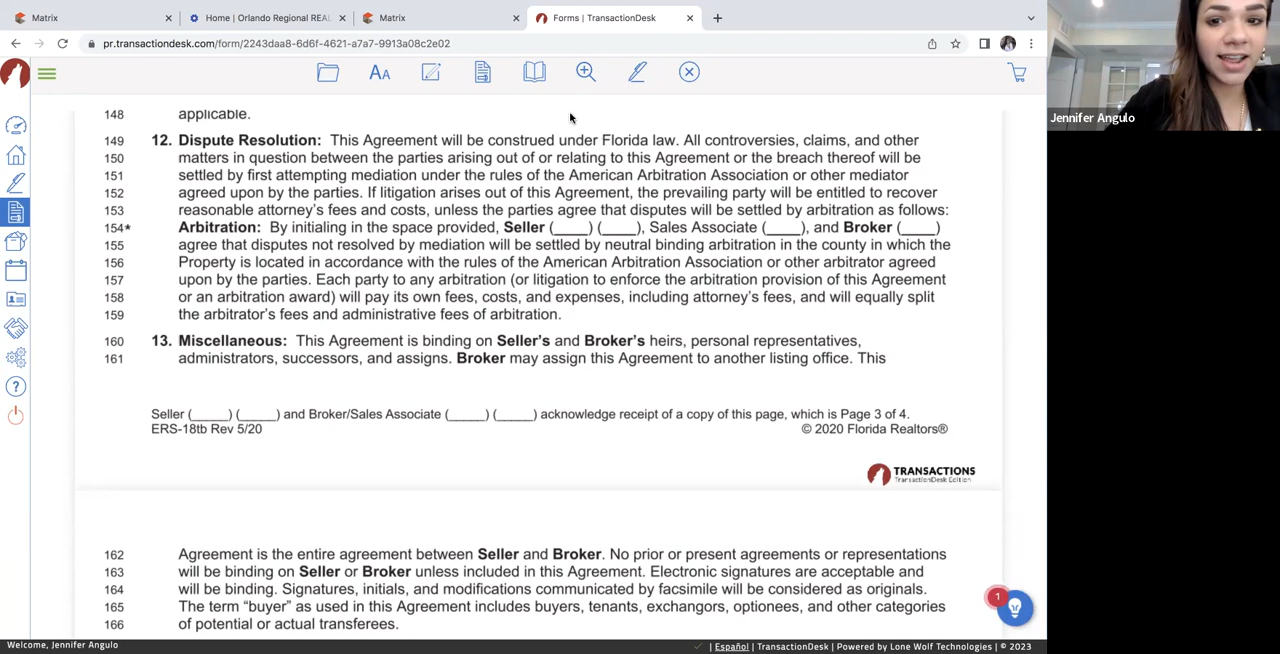 Matrix
Home | Orlando Regional REAL
Matrix
Forms | TransactionDesk
pr.transactiondesk.com/form/2243daa8-6d6f-4621-a7a7-9913a08c2e02
Jennifer Angulo
148 applicable.
149 12. Dispute Resolution: This Agreement will be construed under Florida law. All controversies, claims, and other
150 matters in question between the parties arising out of or relating to this Agreement or the breach thereof will be
151 settled by first attempting mediation under the rules of the American Arbitration Association or other mediator
152 agreed upon by the parties. If litigation arises out of this Agreement, the prevailing party will be entitled to recover
153 reasonable attorney's fees and costs, unless the parties agree that disputes will be settled by arbitration as follows:
154* Arbitration: By initialing in the space provided, Seller (____) (____), Sales Associate (____), and Broker (____)
155 agree that disputes not resolved by mediation will be settled by neutral binding arbitration in the county in which the
156 Property is located in accordance with the rules of the American Arbitration Association or other arbitrator agreed
157 upon by the parties. Each party to any arbitration (or litigation to enforce the arbitration provision of this Agreement
158 or an arbitration award) will pay its own fees, costs, and expenses, including attorney's fees, and will equally split
159 the arbitrator's fees and administrative fees of arbitration.
160 13. Miscellaneous: This Agreement is binding on Seller's and Broker's heirs, personal representatives,
161 administrators, successors, and assigns. Broker may assign this Agreement to another listing office. This
Seller (_____) (_____) and Broker/Sales Associate (_____) (_____) acknowledge receipt of a copy of this page, which is Page 3 of 4.
ERS-18tb Rev 5/20 © 2020 Florida Realtors®
TRANSACTIONS
TransactionDesk Edition
162 Agreement is the entire agreement between Seller and Broker. No prior or present agreements or representations
163 will be binding on Seller or Broker unless included in this Agreement. Electronic signatures are acceptable and
164 will be binding. Signatures, initials, and modifications communicated by facsimile will be considered as originals.
165 The term “buyer” as used in this Agreement includes buyers, tenants, exchangors, optionees, and other categories
166 of potential or actual transferees.
1
Welcome, Jennifer Angulo | Español | TransactionDesk | Powered by Lone Wolf Technologies | © 2023